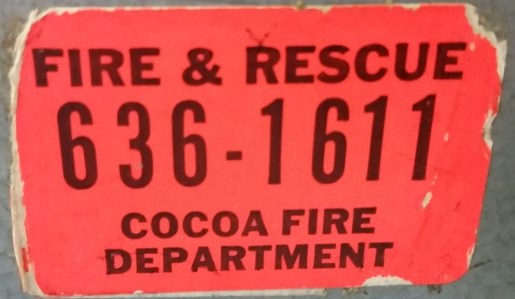 FIRE & RESCUE
636-1611
COCOA FIRE
DEPARTMENT